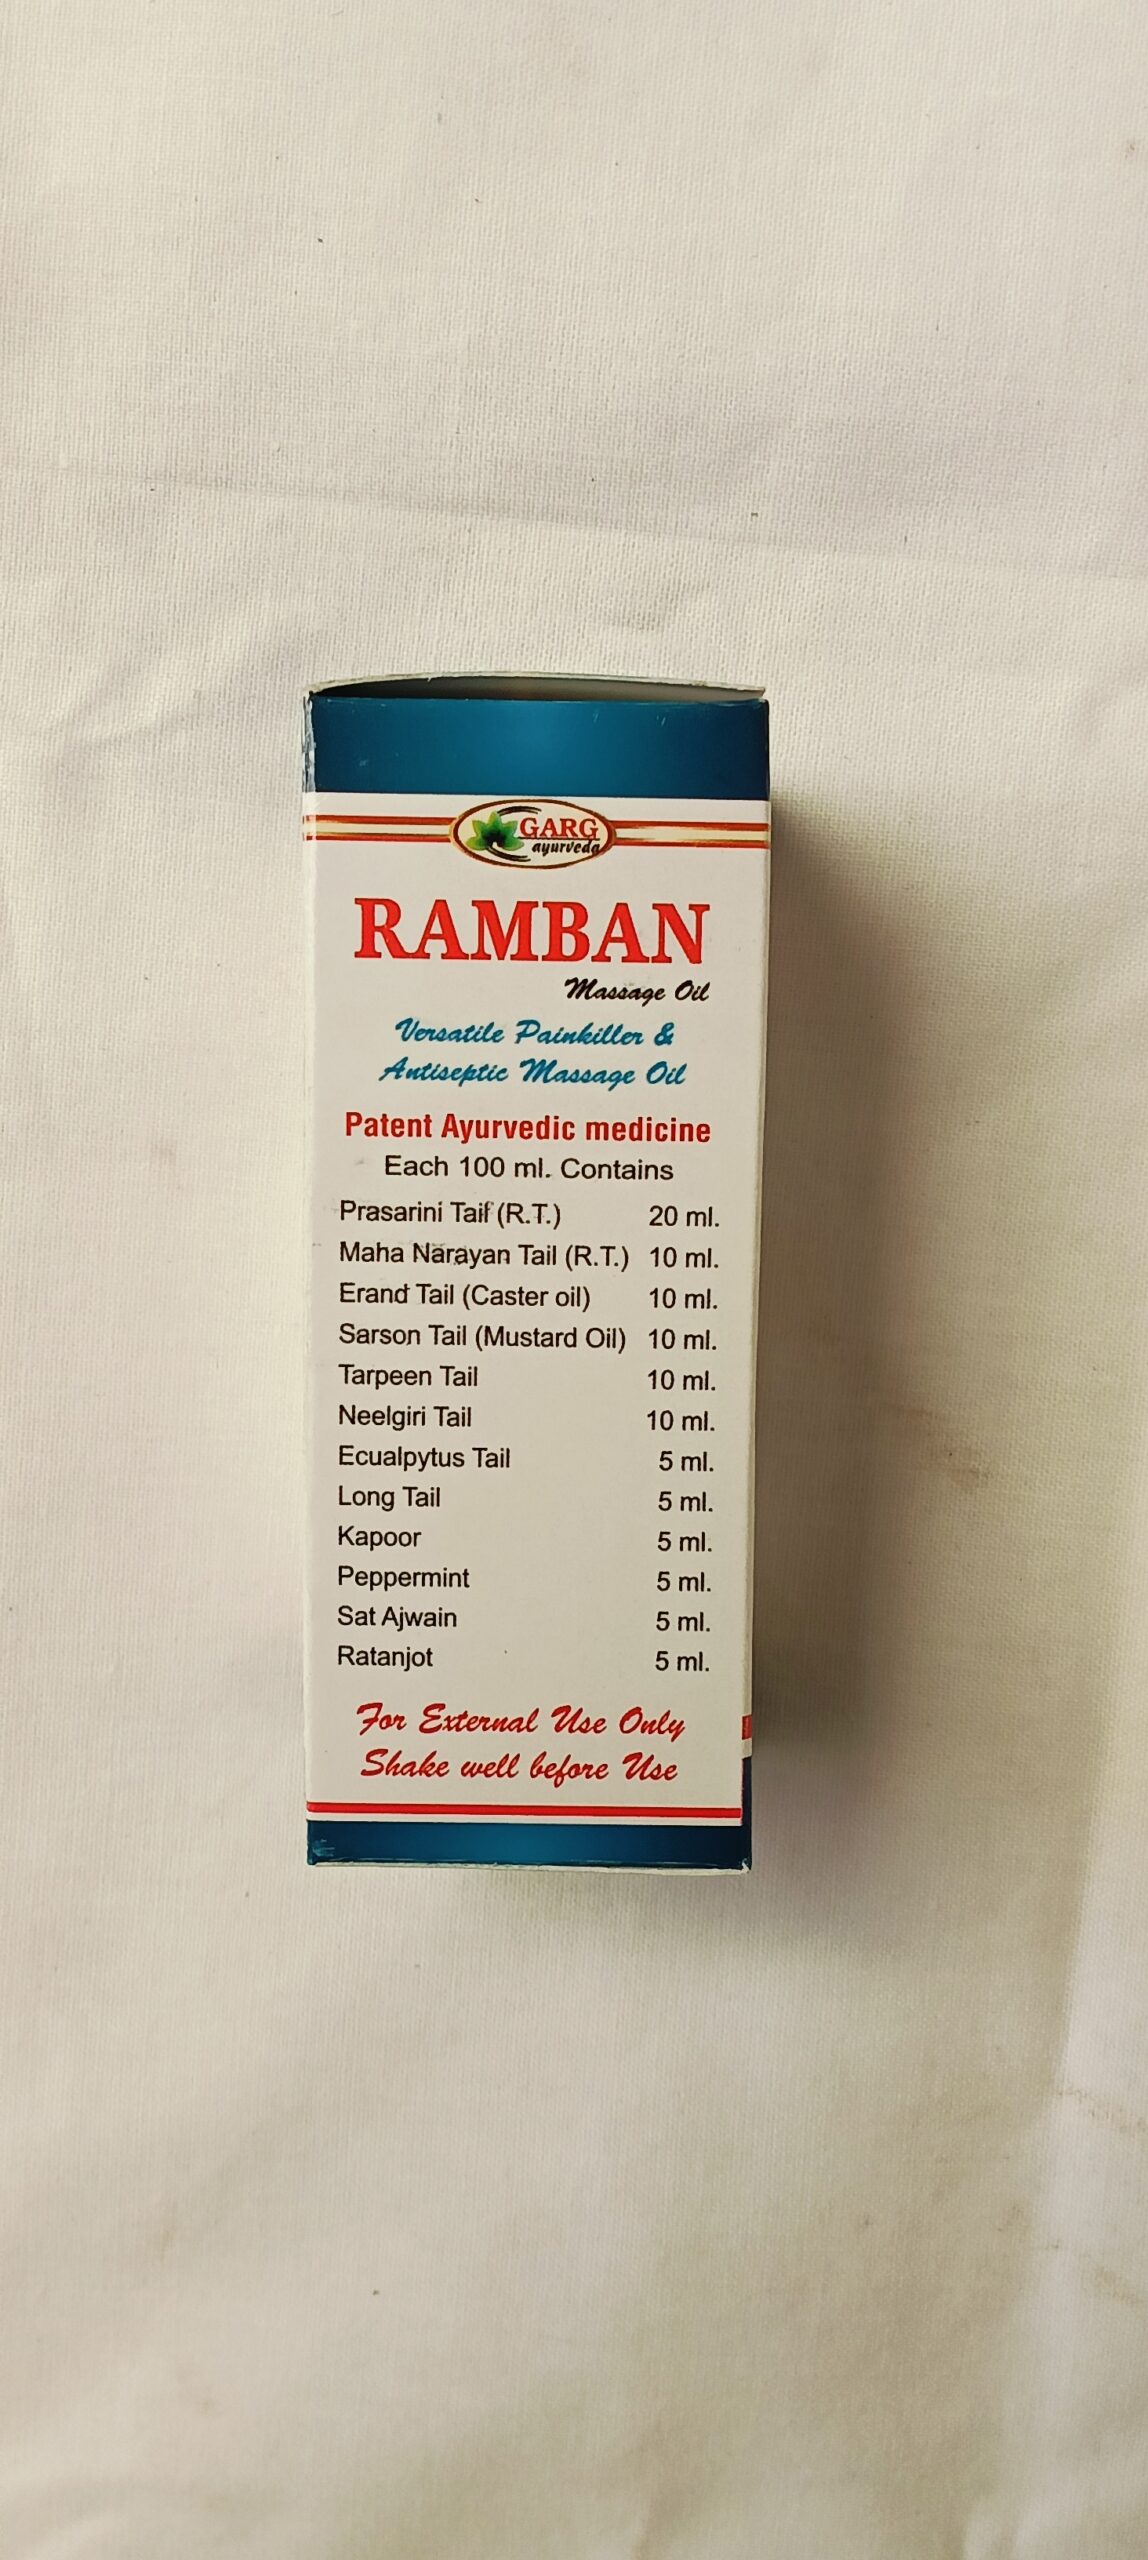 GARG
ayurveda
RAMBAN
Massage Oil
Versatile Painkiller &
Antiseptic Massage Oil
Patent Ayurvedic medicine
Each 100 ml. Contains
Prasarini Tail (R.T.) 20 ml.
Maha Narayan Tail (R.T.) 10 ml.
Erand Tail (Caster oil) 10 ml.
Sarson Tail (Mustard Oil) 10 ml.
Tarpeen Tail 10 ml.
Neelgiri Tail 10 ml.
Ecualpytus Tail 5 ml.
Long Tail 5 ml.
Kapoor 5 ml.
Peppermint 5 ml.
Sat Ajwain 5 ml.
Ratanjot 5 ml.
For External Use Only
Shake well before Use